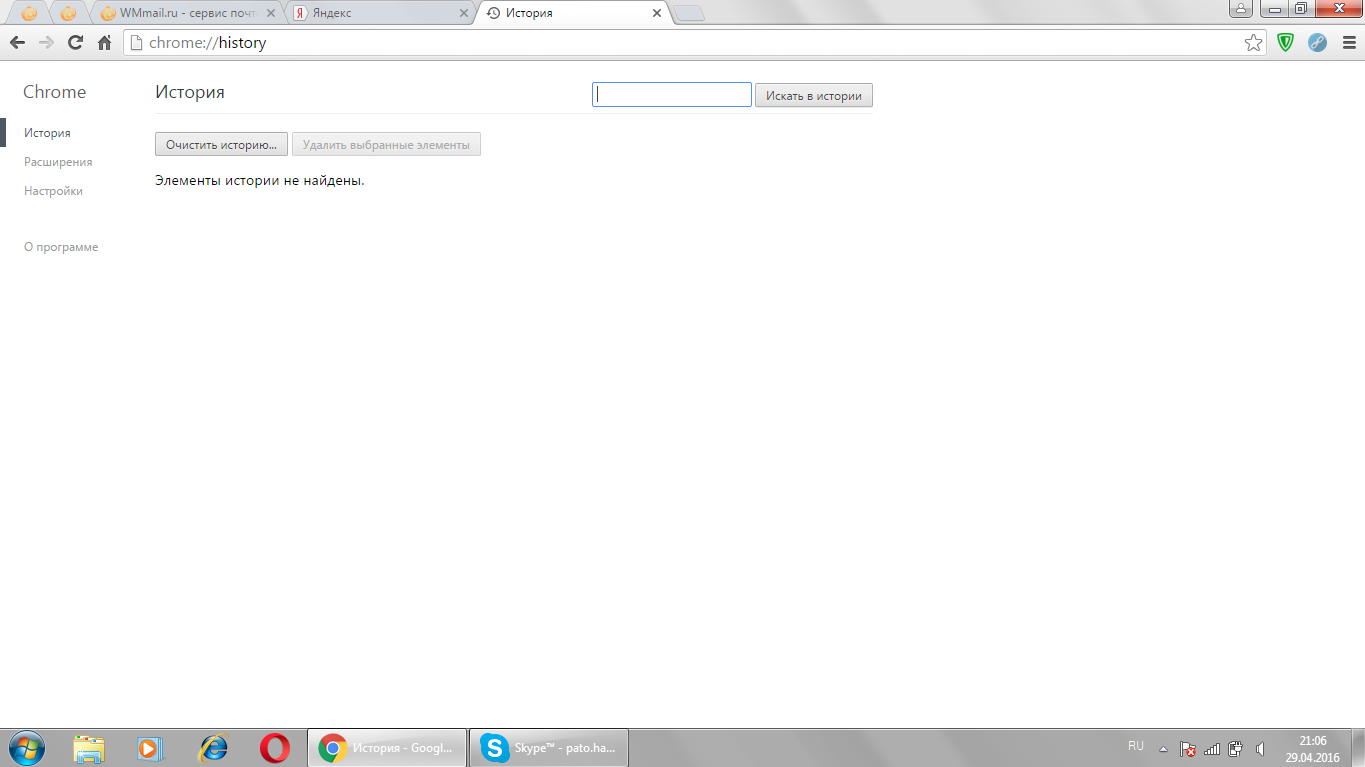 WMmail.ru - сервис почт
Яндекс
История
chrome://history
Chrome
История
Искать в истории
История
Очистить историю...
Удалить выбранные элементы
Расширения
Элементы истории не найдены.
Настройки
О программе
История - Googl...
Skype™ - pato.ha...
RU
21:06
29.04.2016